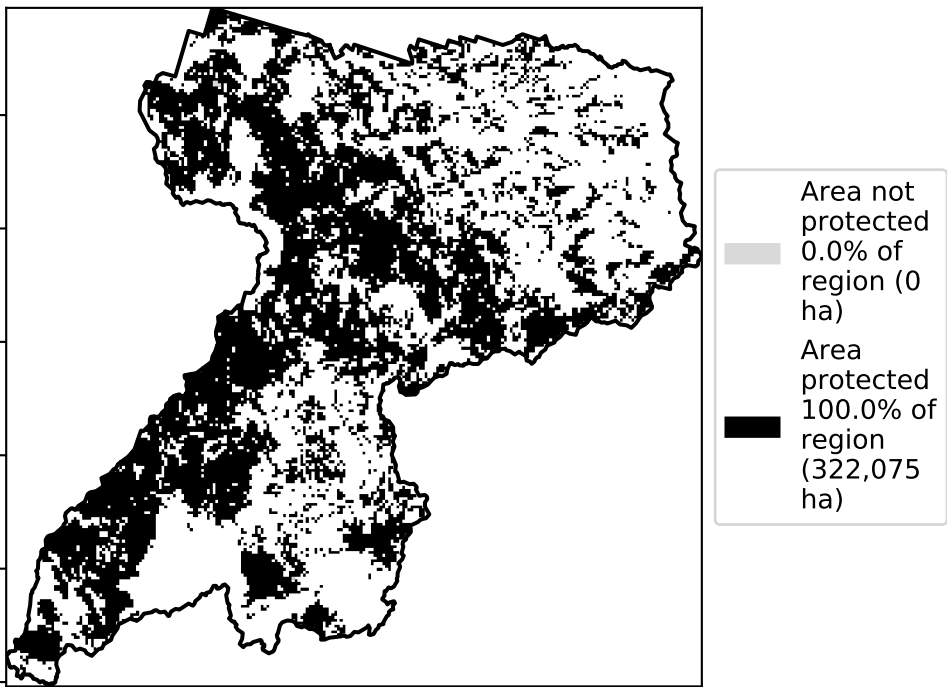 Area not
protected
0.0% of
region (0
ha)
Area
protected
100.0% of
region
(322,075
ha)